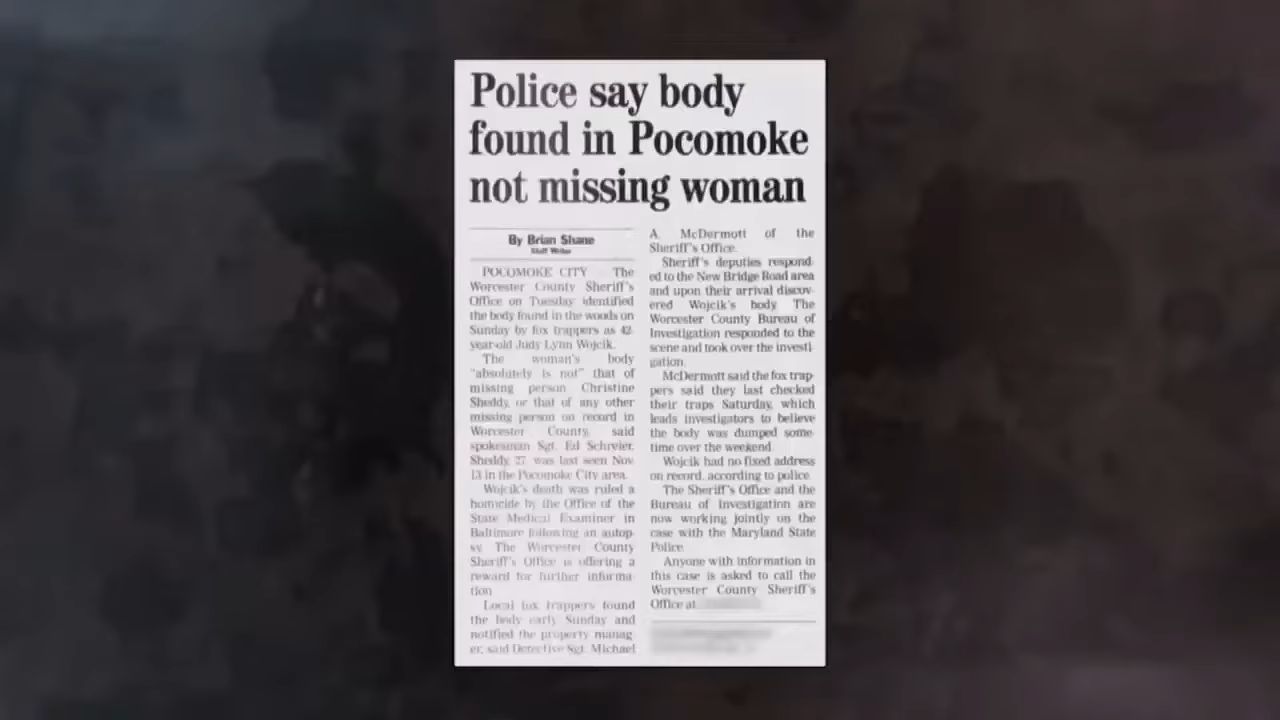 Police say body
found in Pocomoke
not missing woman
By Brian Shane
Staff Writer
POCOMOKE CITY The
Worcester County Sheriff's
Office on Tuesday identified
the body found in the woods on
Sunday by fox trappers as 42-
year-old Judy Lynn Wojcik.
The woman's body
"absolutely is not" that of
missing person Christine
Sheddy, or that of any other
missing person on record in
Worcester County, said
spokesman Sgt. Ed Schreier.
Sheddy, 27, was last seen Nov.
13 in the Pocomoke City area.
Wojcik's death was ruled a
homicide by the Office of the
State Medical Examiner in
Baltimore following an autop-
sy. The Worcester County
Sheriff's Office is offering a
reward for further informa-
tion
Local fox trappers found
the body early Sunday and
notified the property manag-
er, said Detective Sgt. Michael
A. McDermott of the
Sheriff's Office.
Sheriff's deputies respond-
ed to the New Bridge Road area
and upon their arrival discov-
ered Wojcik's body. The
Worcester County Bureau of
Investigation responded to the
scene and took over the investi-
gation.
McDermott said the fox trap-
pers said they last checked
their traps Saturday, which
leads investigators to believe
the body was dumped some-
time over the weekend.
Wojcik had no fixed address
on record, according to police.
The Sheriff's Office and the
Bureau of Investigation are
now working jointly on the
case with the Maryland State
Police.
Anyone with information in
this case is asked to call the
Worcester County Sheriff's
Office at